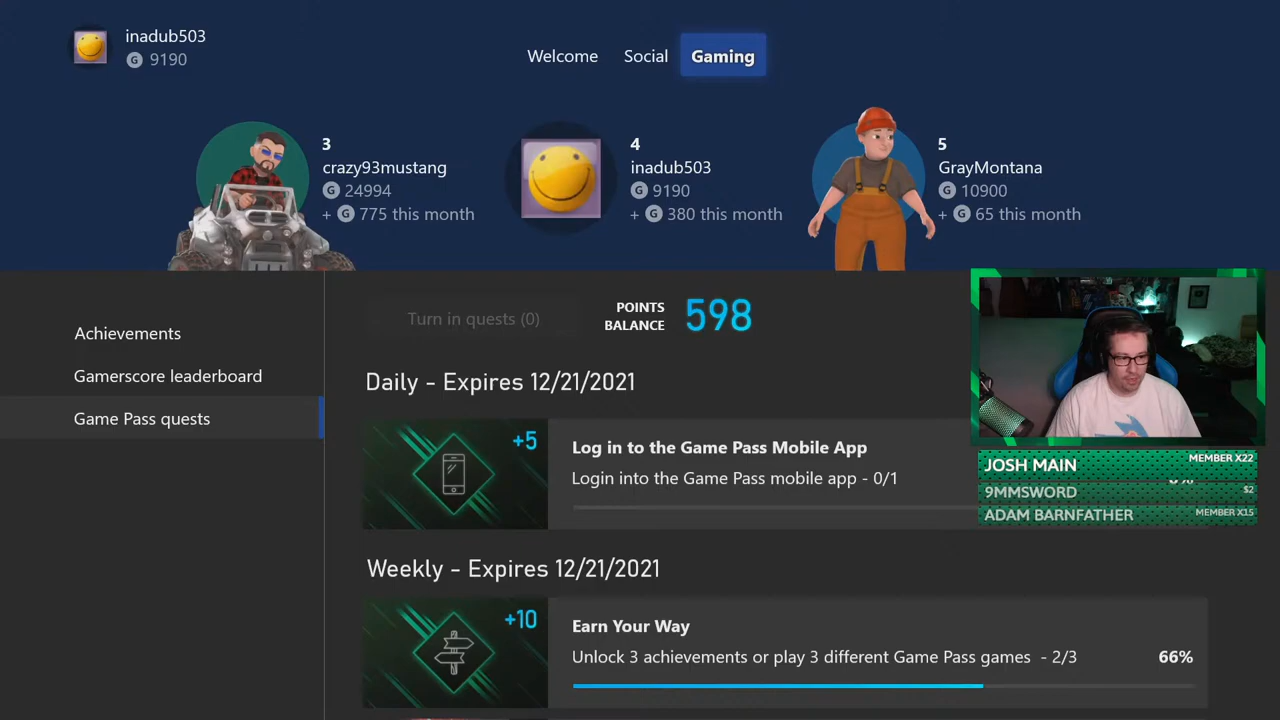 inadub503
G 9190
Welcome
Social
Gaming
3
crazy93mustang
G 24994
+ G 775 this month
4
inadub503
G 9190
+ G 380 this month
5
GrayMontana
G 10900
+ G 65 this month
Achievements
Gamerscore leaderboard
Game Pass quests
Turn in quests (0)
POINTS
BALANCE
598
Daily - Expires 12/21/2021
+5
Log in to the Game Pass Mobile App
Login into the Game Pass mobile app - 0/1
JOSH MAIN MEMBER X22
9MMSWORD $2
ADAM BARNFATHER MEMBER X15
Weekly - Expires 12/21/2021
+10
Earn Your Way
Unlock 3 achievements or play 3 different Game Pass games - 2/3
66%